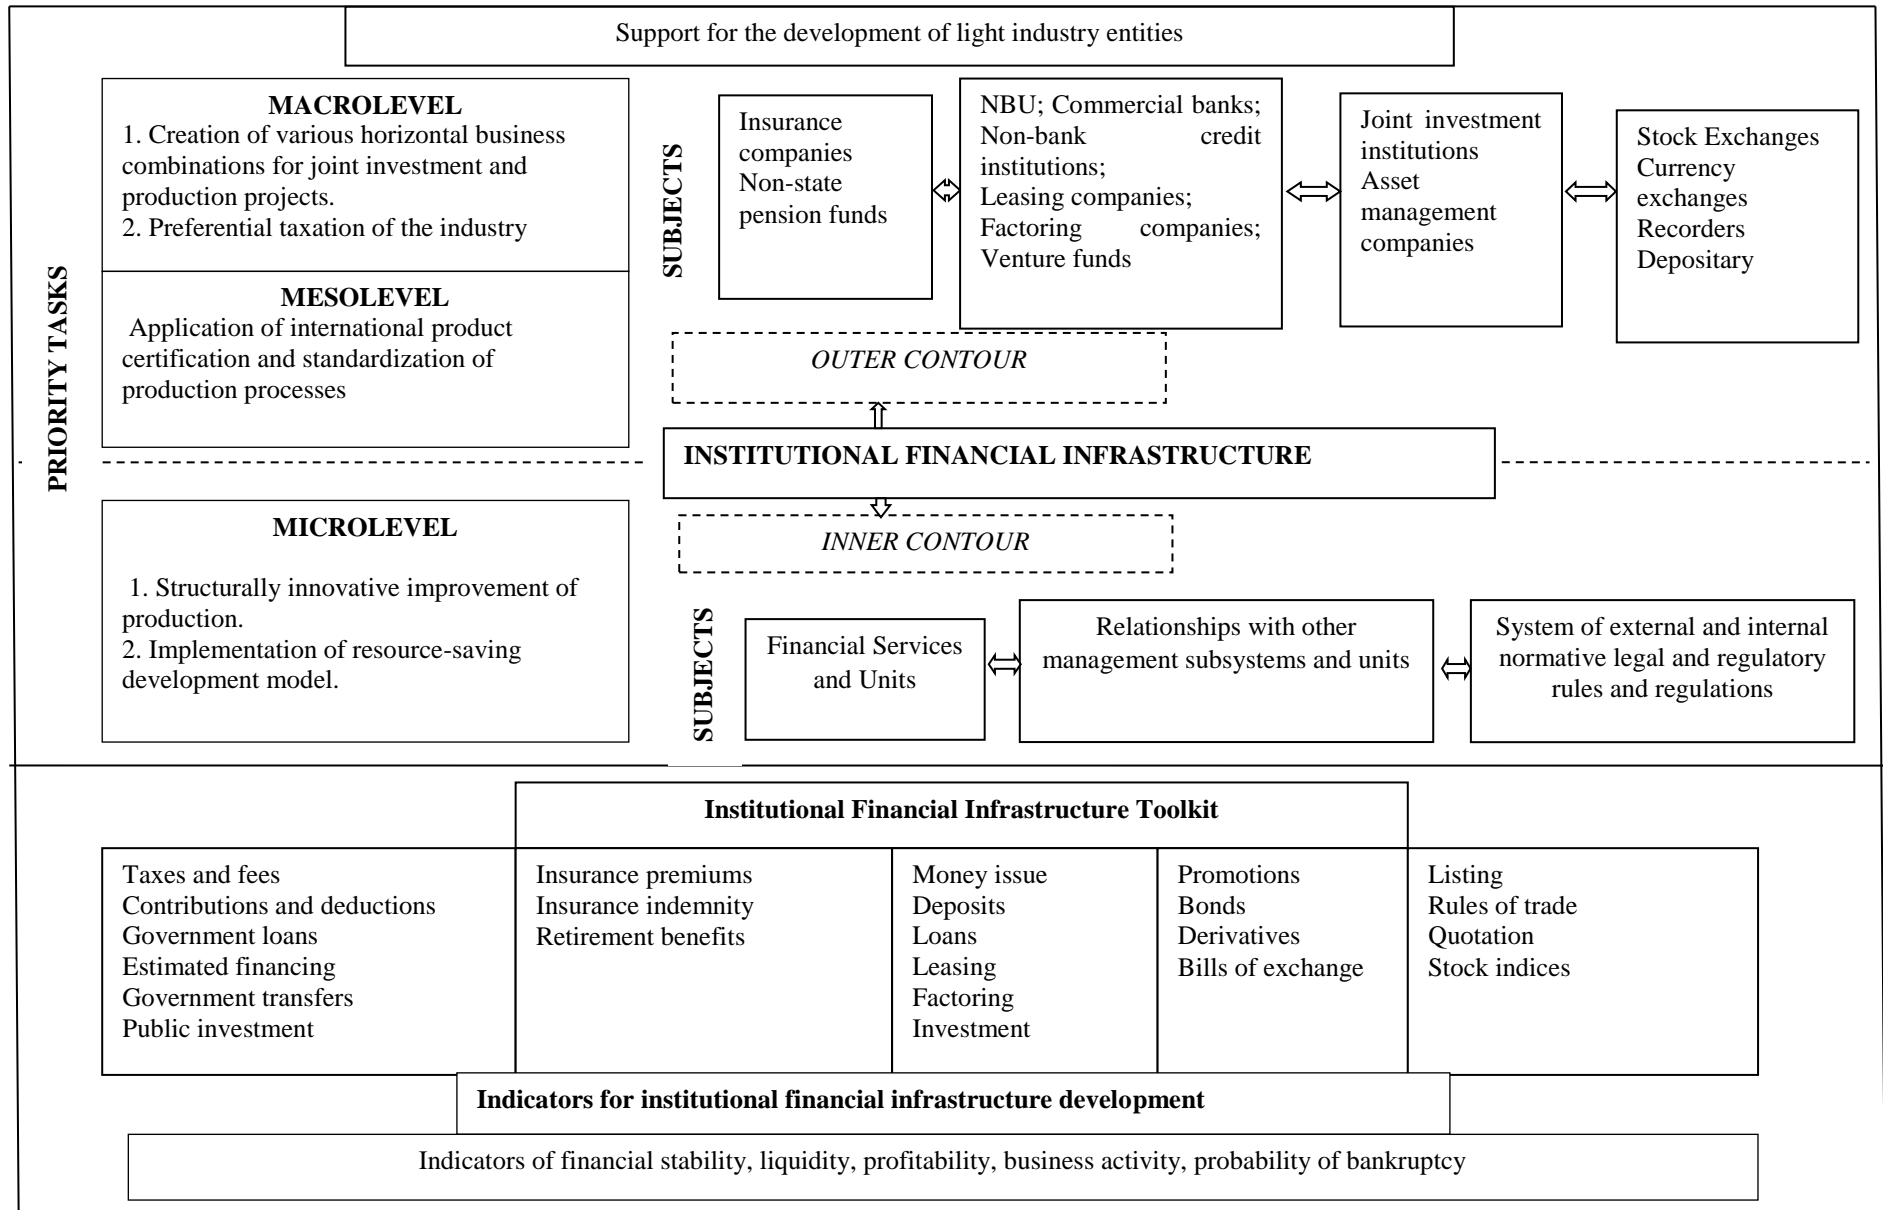 Support for the development of light industry entities
PRIORITY TASKS
MACROLEVEL
1. Creation of various horizontal business
combinations for joint investment and
production projects.
2. Preferential taxation of the industry
MESOLEVEL
Application of international product
certification and standardization of
production processes
SUBJECTS
Insurance
companies
Non-state
pension funds
NBU; Commercial banks;
Non-bank credit
institutions;
Leasing companies;
Factoring companies;
Venture funds
Joint investment
institutions
Asset
management
companies
Stock Exchanges
Currency
exchanges
Recorders
Depositary
OUTER CONTOUR
INSTITUTIONAL FINANCIAL INFRASTRUCTURE
INNER CONTOUR
MICROLEVEL
1. Structurally innovative improvement of
production.
2. Implementation of resource-saving
development model.
SUBJECTS
Financial Services
and Units
Relationships with other
management subsystems and units
System of external and internal
normative legal and regulatory
rules and regulations
Institutional Financial Infrastructure Toolkit
Taxes and fees
Contributions and deductions
Government loans
Estimated financing
Government transfers
Public investment
Insurance premiums
Insurance indemnity
Retirement benefits
Money issue
Deposits
Loans
Leasing
Factoring
Investment
Promotions
Bonds
Derivatives
Bills of exchange
Listing
Rules of trade
Quotation
Stock indices
Indicators for institutional financial infrastructure development
Indicators of financial stability, liquidity, profitability, business activity, probability of bankruptcy